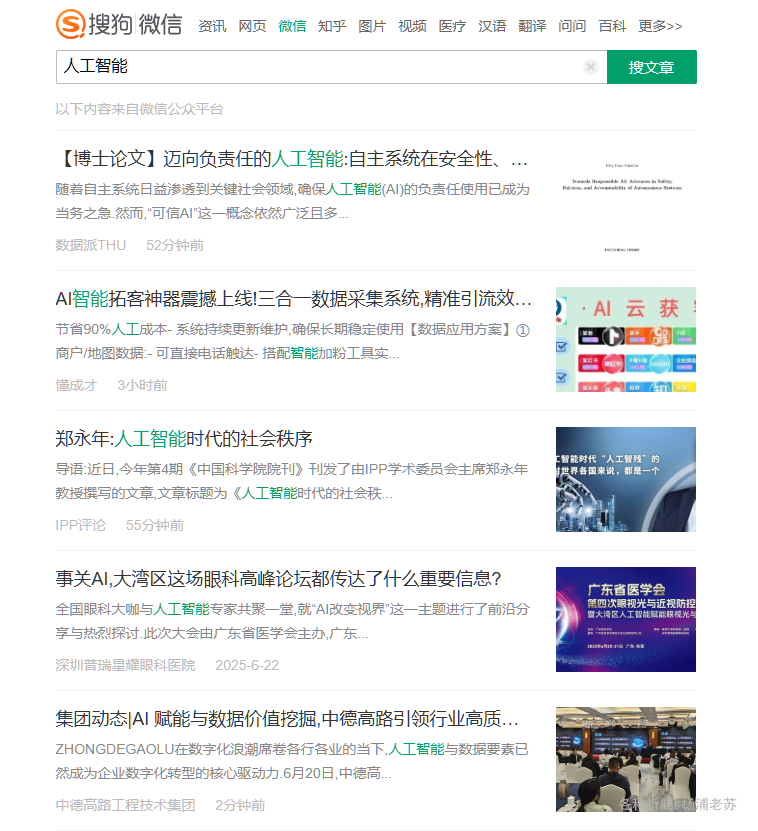 搜狗 微信 资讯 网页 微信 知乎 图片 视频 医疗 汉语 翻译 问问 百科 更多>>
人工智能 搜文章
以下内容来自微信公众平台
【博士论文】迈向负责任的人工智能:自主系统在安全性、…
随着自主系统日益渗透到关键社会领域,确保人工智能(AI)的负责任使用已成为
当务之急.然而,“可信AI”这一概念依然广泛且多...
数据派THU 52分钟前
Towards Responsible AI: Advances in Safety,
Fairness, and Accountability of Autonomous Systems
DOCTORAL THESIS
AI智能拓客神器震撼上线!三合一数据采集系统,精准引流效…
节省90%人工成本- 系统持续更新维护,确保长期稳定使用【数据应用方案】①
商户/地图数据:- 可直接电话触达- 搭配智能加粉工具实...
懂成才 3小时前
·AI 云 获
郑永年:人工智能时代的社会秩序
导语:近日,今年第4期《中国科学院院刊》刊发了由IPP学术委员会主席郑永年
教授撰写的文章,文章标题为《人工智能时代的社会秩...
IPP评论 55分钟前
工智能时代 “人工智残” 的
对世界各国来说，都是一个
事关AI,大湾区这场眼科高峰论坛都传达了什么重要信息?
全国眼科大咖与人工智能专家共聚一堂,就“AI改变视界”这一主题进行了前沿分
享与热烈探讨.此次大会由广东省医学会主办,广东...
深圳普瑞星耀眼科医院 2025-6-22
广东省医学会
第四次眼视光与近视防控
暨大湾区人工智能赋能眼视光与
集团动态|AI 赋能与数据价值挖掘,中德高路引领行业高质…
ZHONGDEGAOLU在数字化浪潮席卷各行各业的当下,人工智能与数据要素已
然成为企业数字化转型的核心驱动力.6月20日,中德高...
中德高路工程技术集团 2分钟前
杨浦老苏